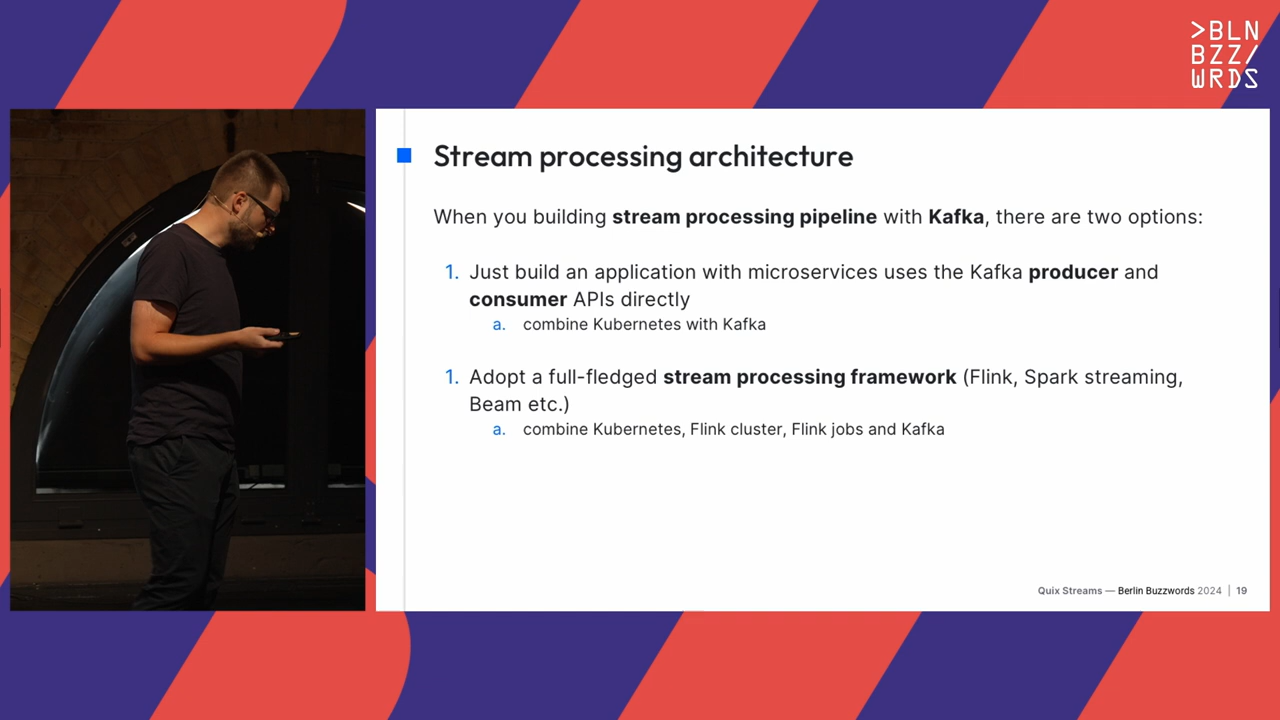 >BLN
BZZ/
WRDS
Stream processing architecture
When you building stream processing pipeline with Kafka, there are two options:
1. Just build an application with microservices uses the Kafka producer and
consumer APIs directly
a. combine Kubernetes with Kafka
1. Adopt a full-fledged stream processing framework (Flink, Spark streaming,
Beam etc.)
a. combine Kubernetes, Flink cluster, Flink jobs and Kafka
Quix Streams — Berlin Buzzwords 2024 | 19